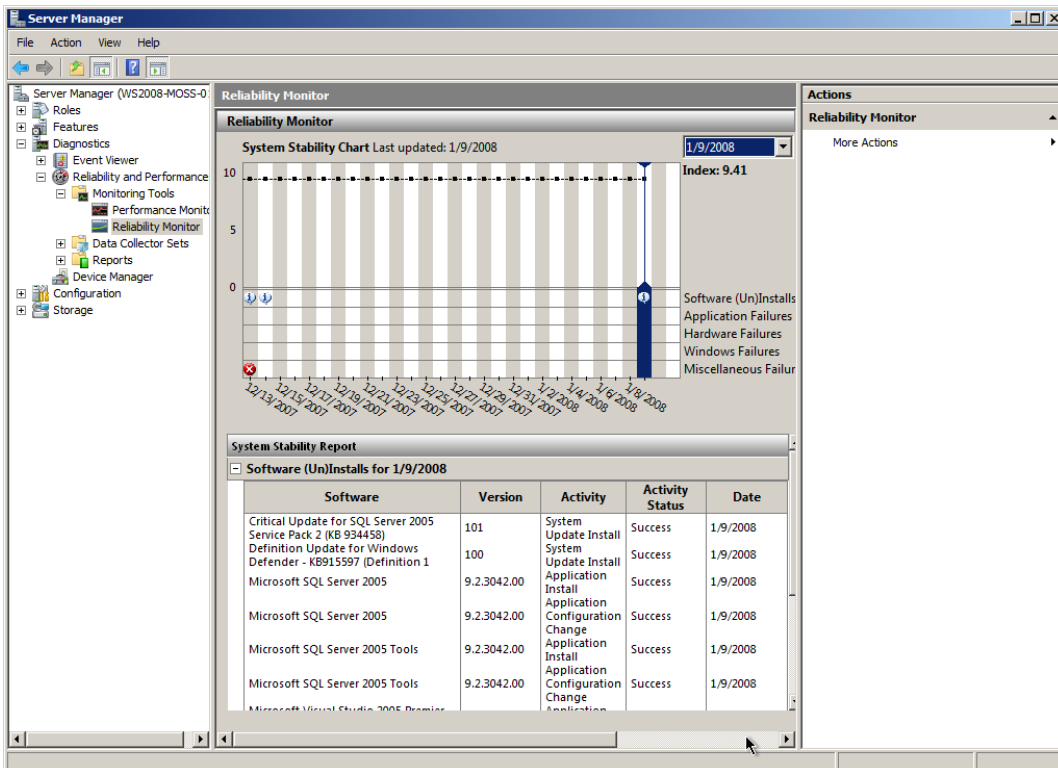 Server Manager
File Action View Help
Server Manager (WS2008-MOSS-0
Roles
Features
Diagnostics
Event Viewer
Reliability and Performance
Monitoring Tools
Performance Monito
Reliability Monitor
Data Collector Sets
Reports
Device Manager
Configuration
Storage
Reliability Monitor
Reliability Monitor
System Stability Chart Last updated: 1/9/2008
1/9/2008
Index: 9.41
10
5
0
Software (Un)Installs
Application Failures
Hardware Failures
Windows Failures
Miscellaneous Failur
12/13/2007
12/15/2007
12/17/2007
12/19/2007
12/21/2007
12/23/2007
12/25/2007
12/27/2007
12/29/2007
12/31/2007
1/2/2008
1/4/2008
1/6/2008
1/8/2008
System Stability Report
Software (Un)Installs for 1/9/2008
Software Version Activity Activity Status Date
Critical Update for SQL Server 2005 Service Pack 2 (KB 934458) 101 System Update Install Success 1/9/2008
Definition Update for Windows Defender - KB915597 (Definition 1 100 System Update Install Success 1/9/2008
Microsoft SQL Server 2005 9.2.3042.00 Application Install Success 1/9/2008
Microsoft SQL Server 2005 9.2.3042.00 Application Configuration Change Success 1/9/2008
Microsoft SQL Server 2005 Tools 9.2.3042.00 Application Install Success 1/9/2008
Microsoft SQL Server 2005 Tools 9.2.3042.00 Application Configuration Change Success 1/9/2008
Microsoft Visual Studio 2005 Premier Application
Actions
Reliability Monitor
More Actions